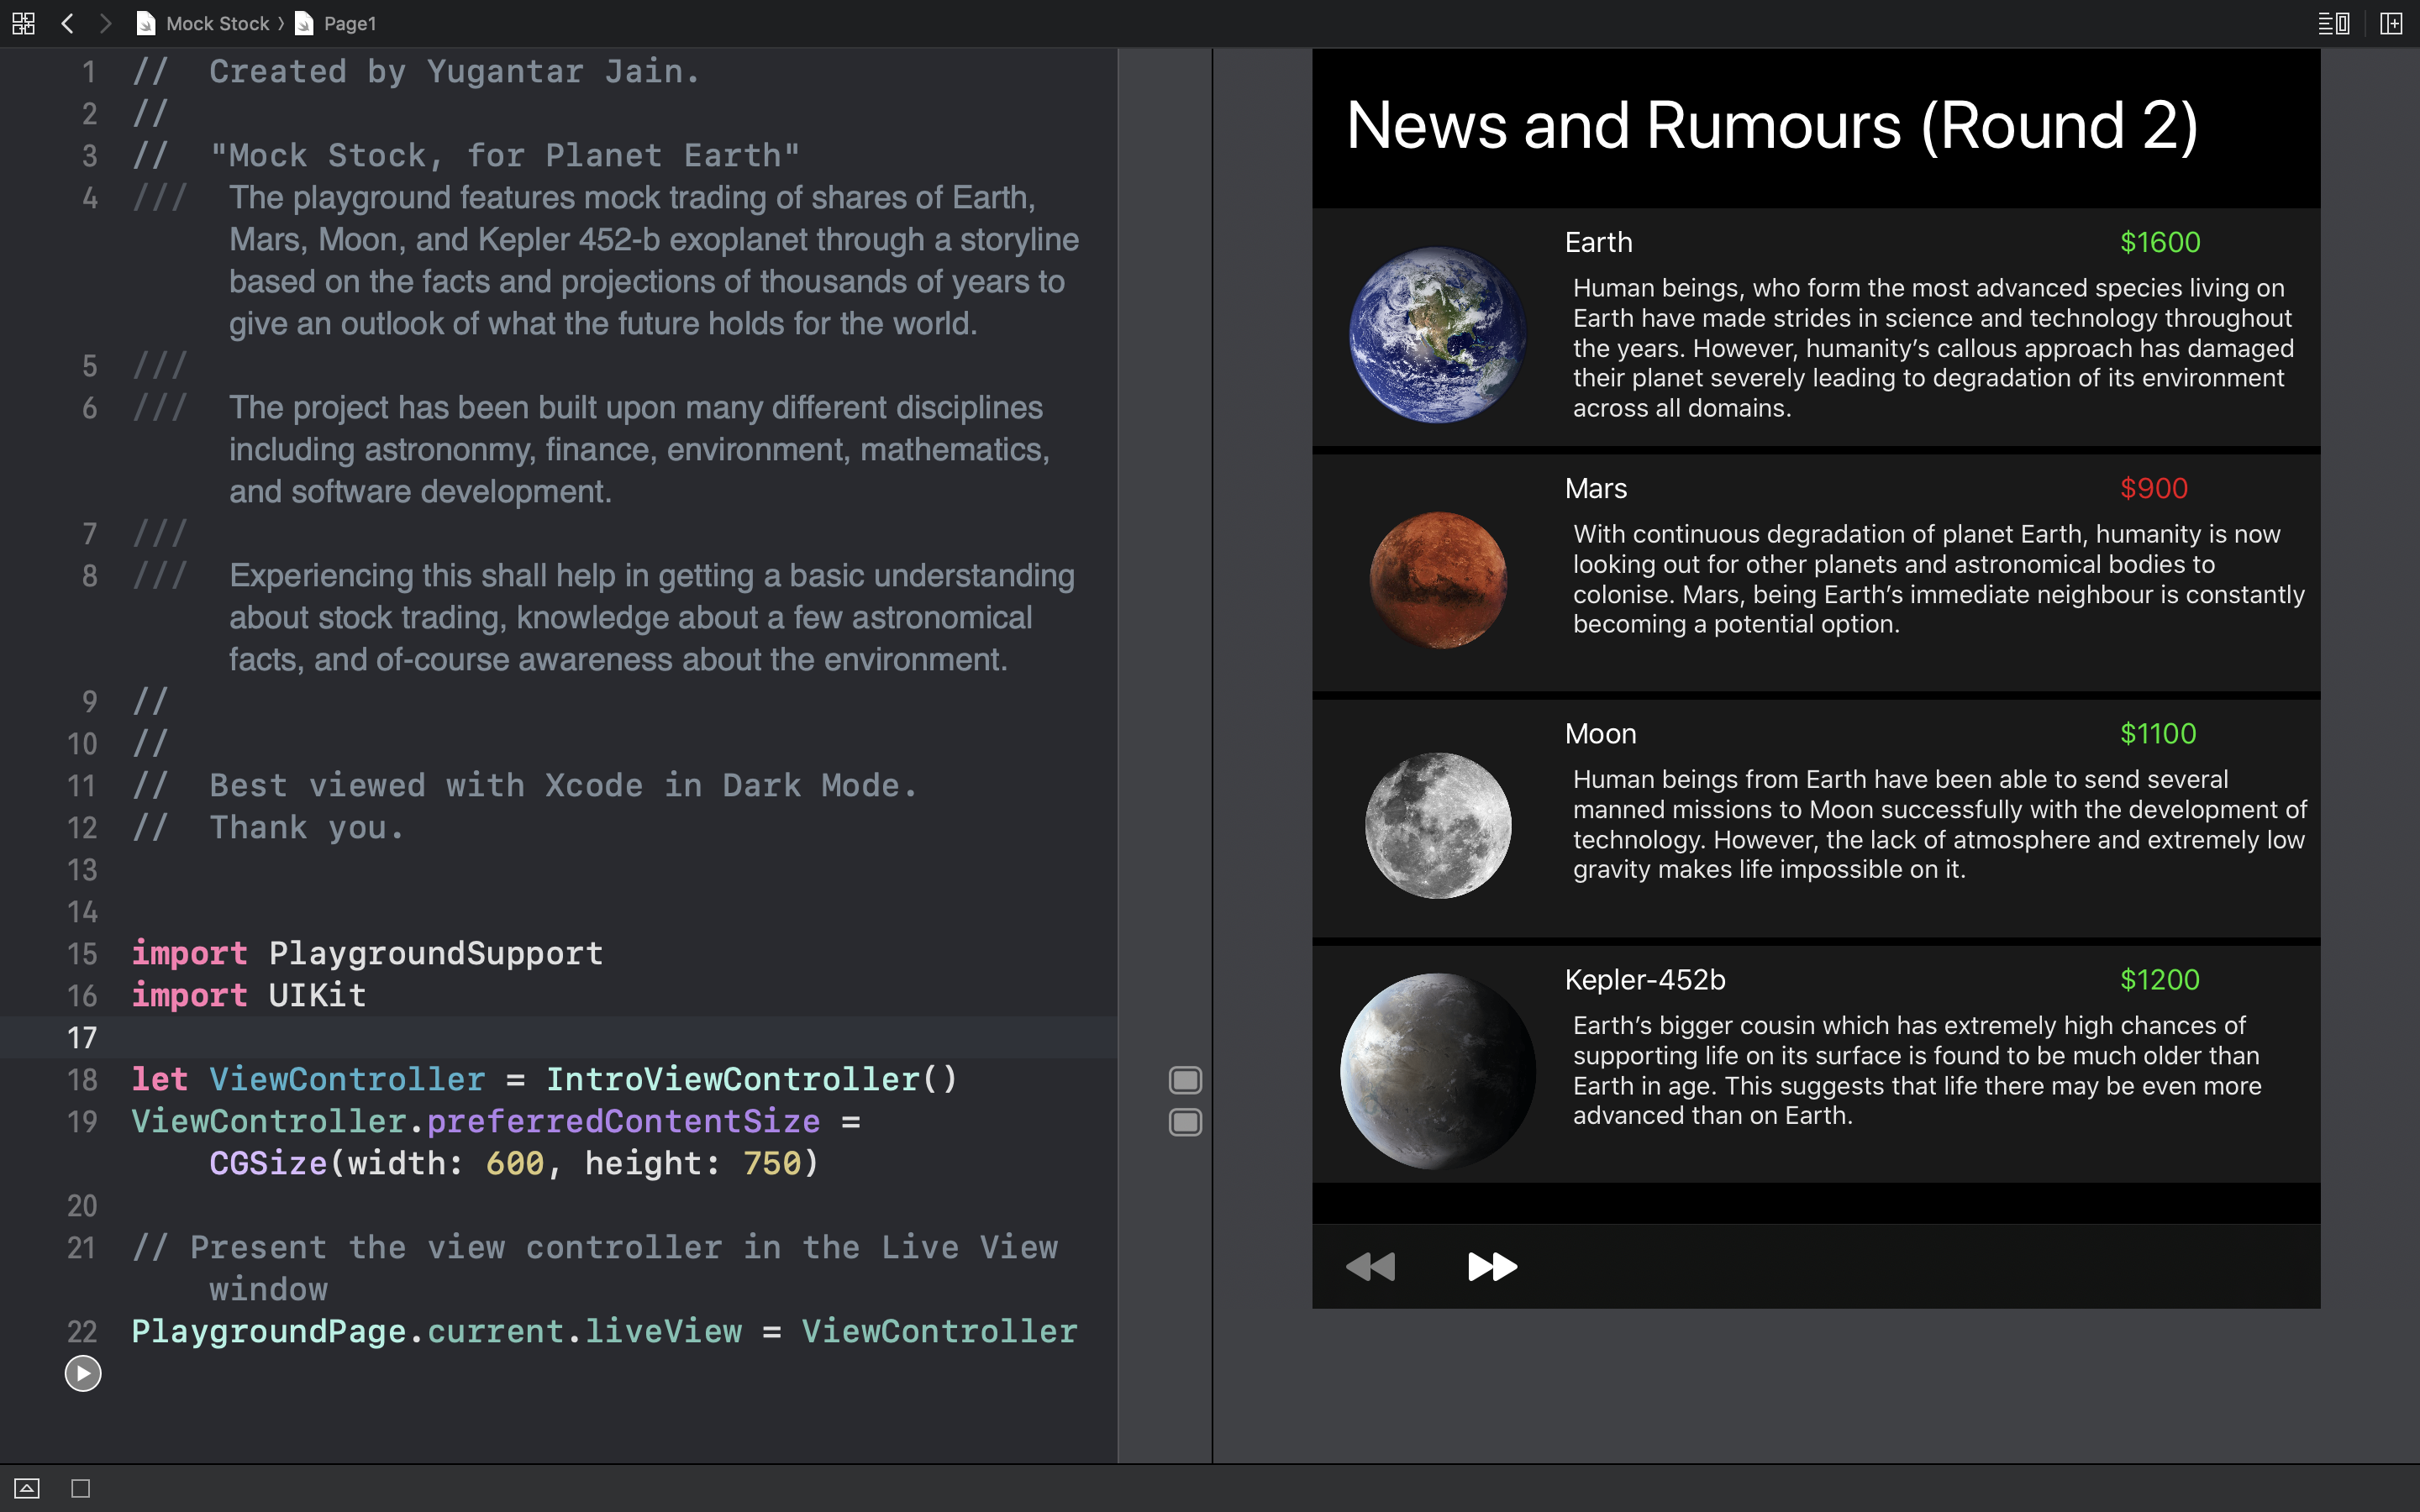 Mock Stock 〉 Page1
1 //  Created by Yugantar Jain.
2 //
3 //  "Mock Stock, for Planet Earth"
4 ///  The playground features mock trading of shares of Earth,
Mars, Moon, and Kepler 452-b exoplanet through a storyline
based on the facts and projections of thousands of years to
give an outlook of what the future holds for the world.
5 ///
6 ///  The project has been built upon many different disciplines
including astrononmy, finance, environment, mathematics,
and software development.
7 ///
8 ///  Experiencing this shall help in getting a basic understanding
about stock trading, knowledge about a few astronomical
facts, and of-course awareness about the environment.
9 //
10 //
11 //  Best viewed with Xcode in Dark Mode.
12 //  Thank you.
13
14
15 import PlaygroundSupport
16 import UIKit
17
18 let ViewController = IntroViewController()
19 ViewController.preferredContentSize =
CGSize(width: 600, height: 750)
20
21 // Present the view controller in the Live View
window
22 PlaygroundPage.current.liveView = ViewController
News and Rumours (Round 2)
Earth $1600
Human beings, who form the most advanced species living on
Earth have made strides in science and technology throughout
the years. However, humanity’s callous approach has damaged
their planet severely leading to degradation of its environment
across all domains.
Mars $900
With continuous degradation of planet Earth, humanity is now
looking out for other planets and astronomical bodies to
colonise. Mars, being Earth’s immediate neighbour is constantly
becoming a potential option.
Moon $1100
Human beings from Earth have been able to send several
manned missions to Moon successfully with the development of
technology. However, the lack of atmosphere and extremely low
gravity makes life impossible on it.
Kepler-452b $1200
Earth’s bigger cousin which has extremely high chances of
supporting life on its surface is found to be much older than
Earth in age. This suggests that life there may be even more
advanced than on Earth.